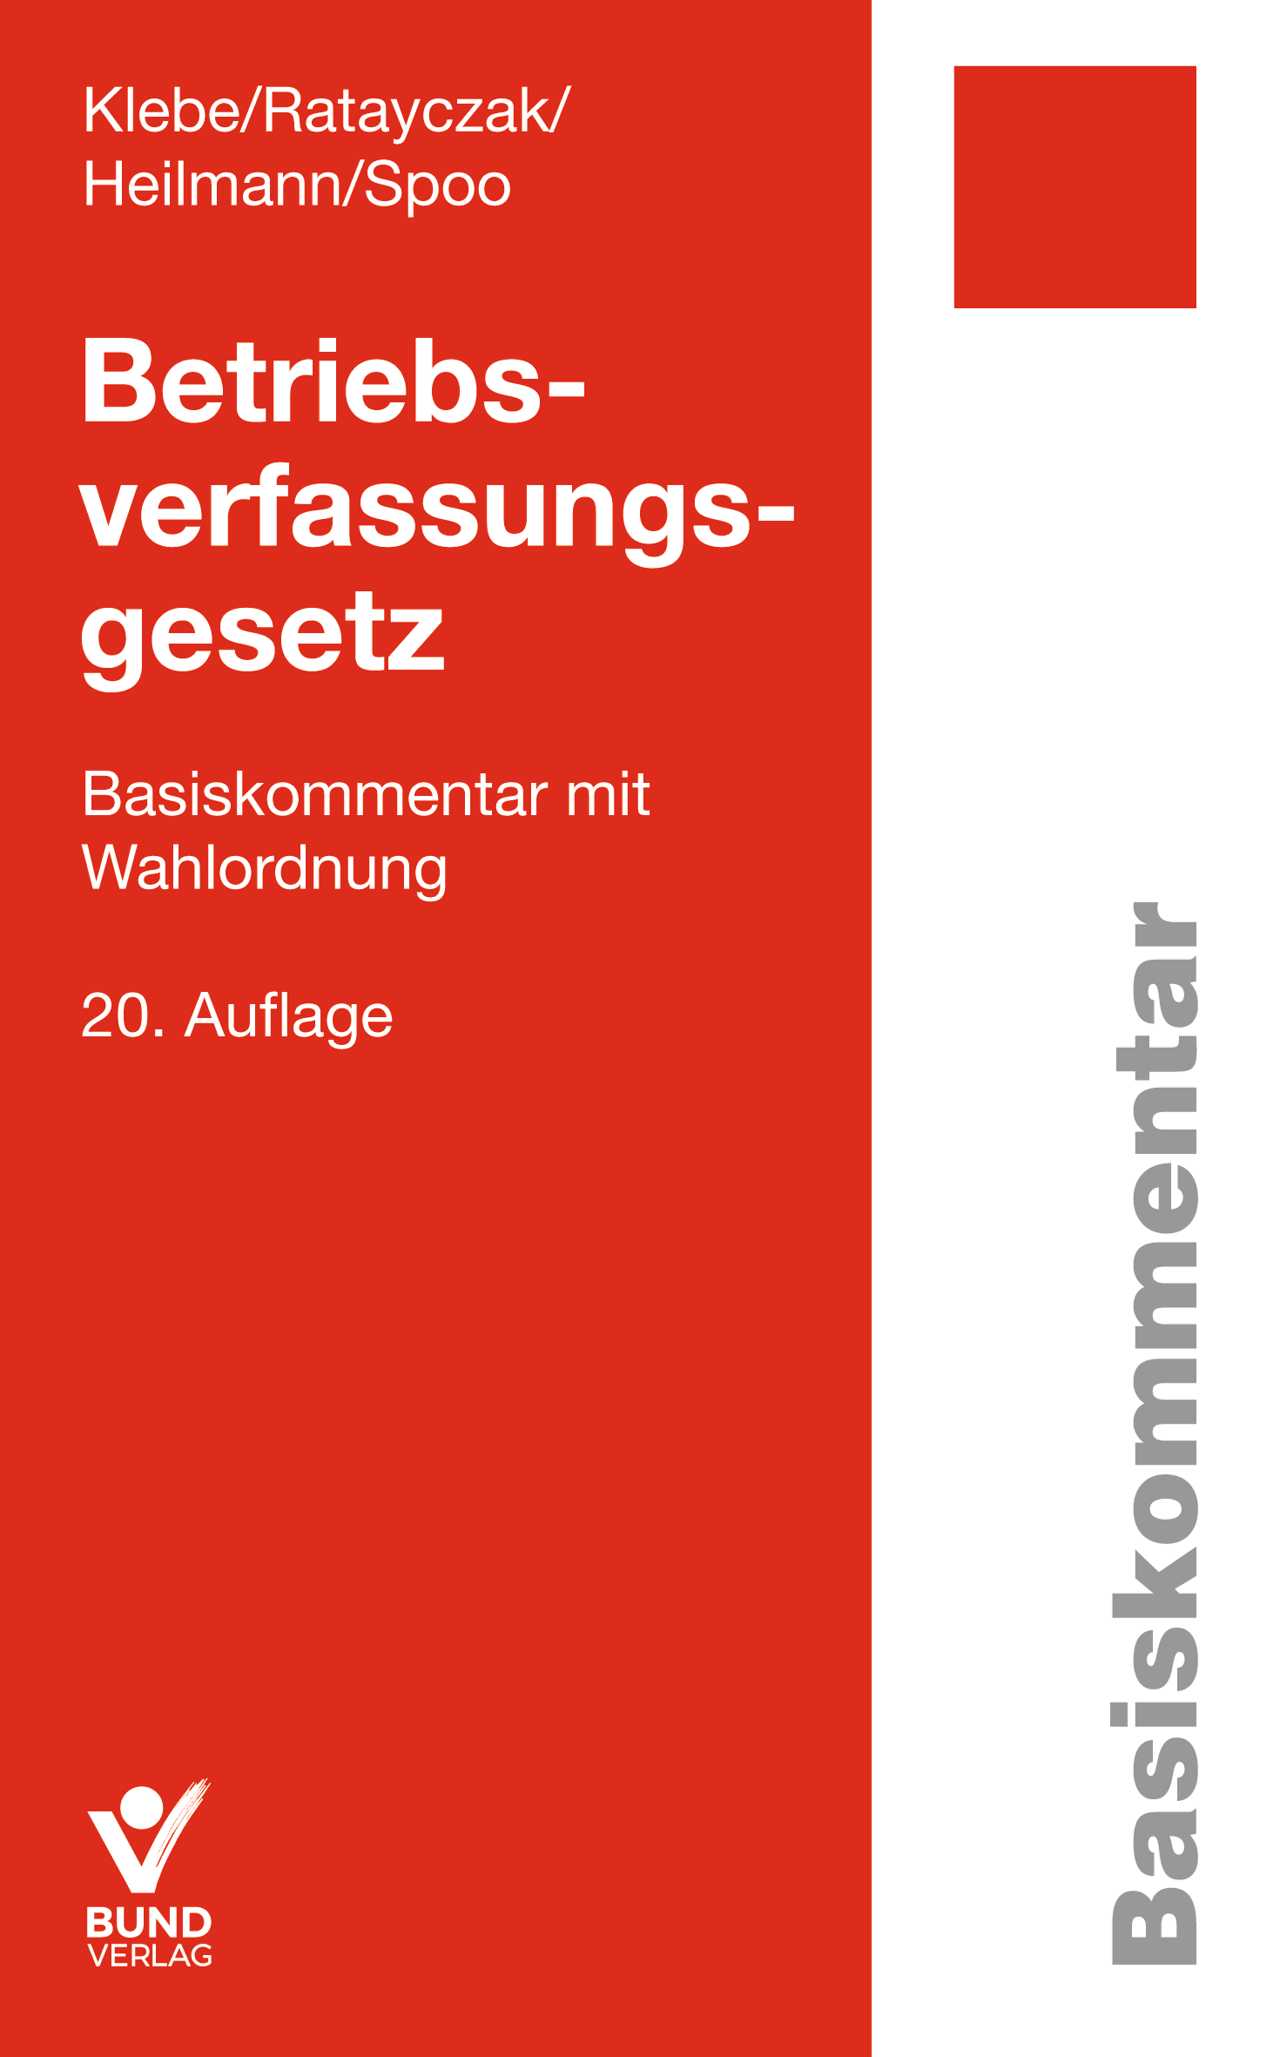 Klebe/Ratayczak/
Heilmann/Spoo
Betriebs-
verfassungs-
gesetz
Basiskommentar mit
Wahlordnung
20. Auflage
BUND
VERLAG
Basiskommentar